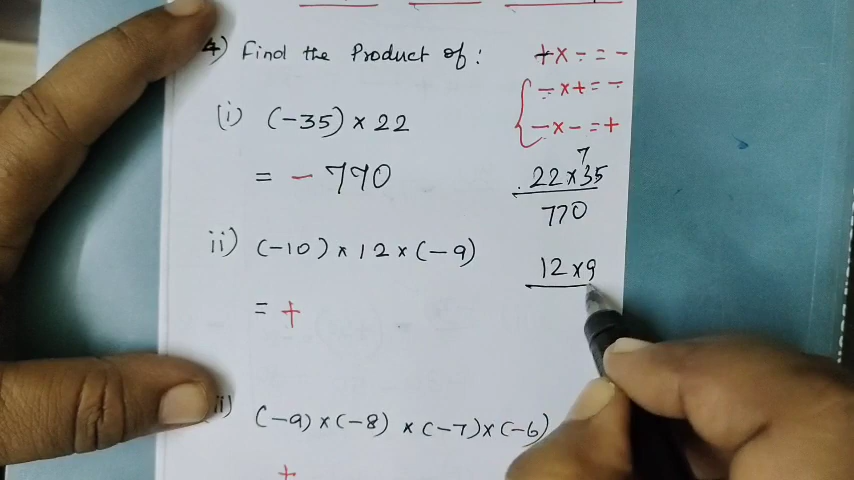 4) Find the Product of :
+ x - = -
- x + = -
- x - = +
(i) (-35) x 22
= - 770
7
22 x 35
770
ii) (-10) x 12 x (-9)
12 x 9
= +
ii) (-9) x (-8) x (-7) x (-6)
+